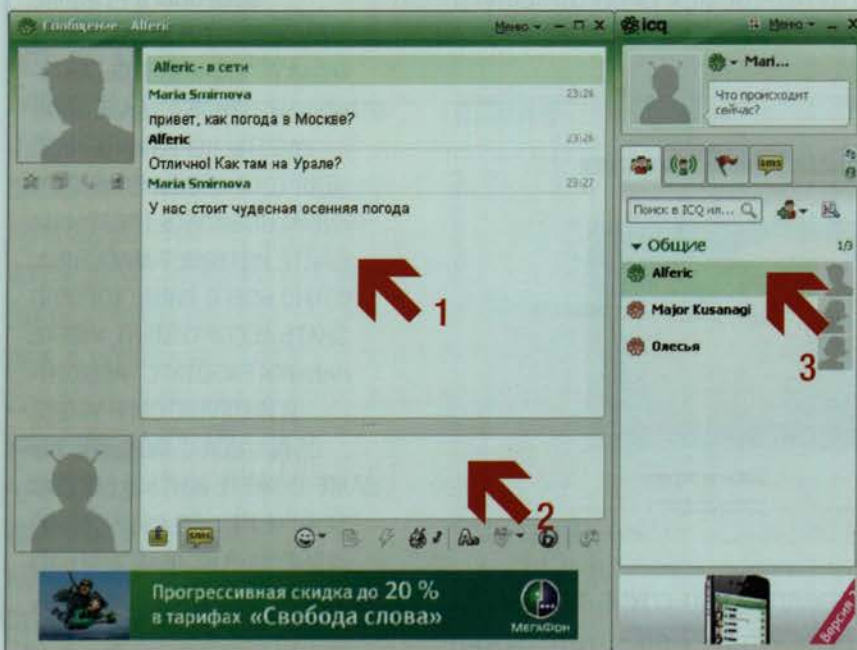 Сообщение - Alferic
Меню
Alferic - в сети
Maria Smirnova 23:26
привет, как погода в Москве?
Alferic 23:26
Отлично! Как там на Урале?
Maria Smirnova 23:27
У нас стоит чудесная осенняя погода
1
2
sms
Прогрессивная скидка до 20 %
в тарифах «Свобода слова»
МегаФон
icq
Меню
Mari...
Что происходит
сейчас?
sms
Поиск в ICQ ил...
Общие 1/3
Alferic
Major Kusanagi
Олесья
3
Версия